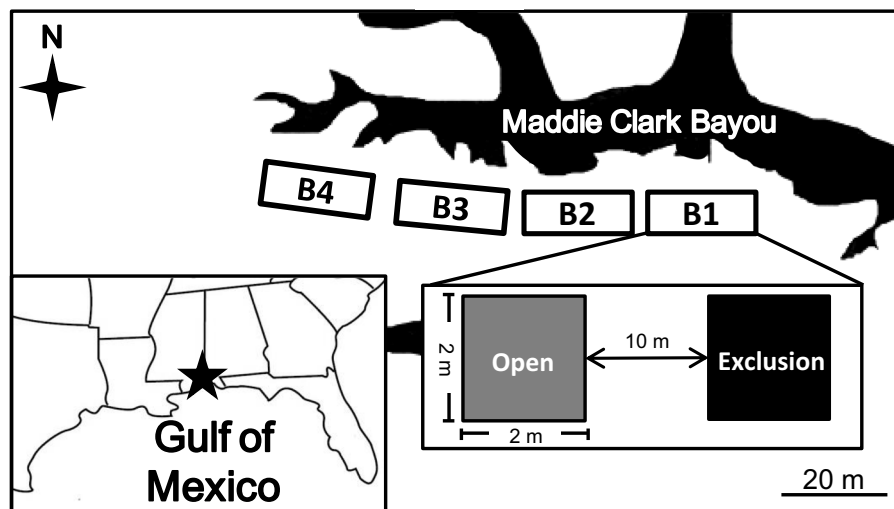 N
Maddie Clark Bayou
B4
B3
B2
B1
Open
10 m
Exclusion
2 m
2 m
Gulf of
Mexico
20 m